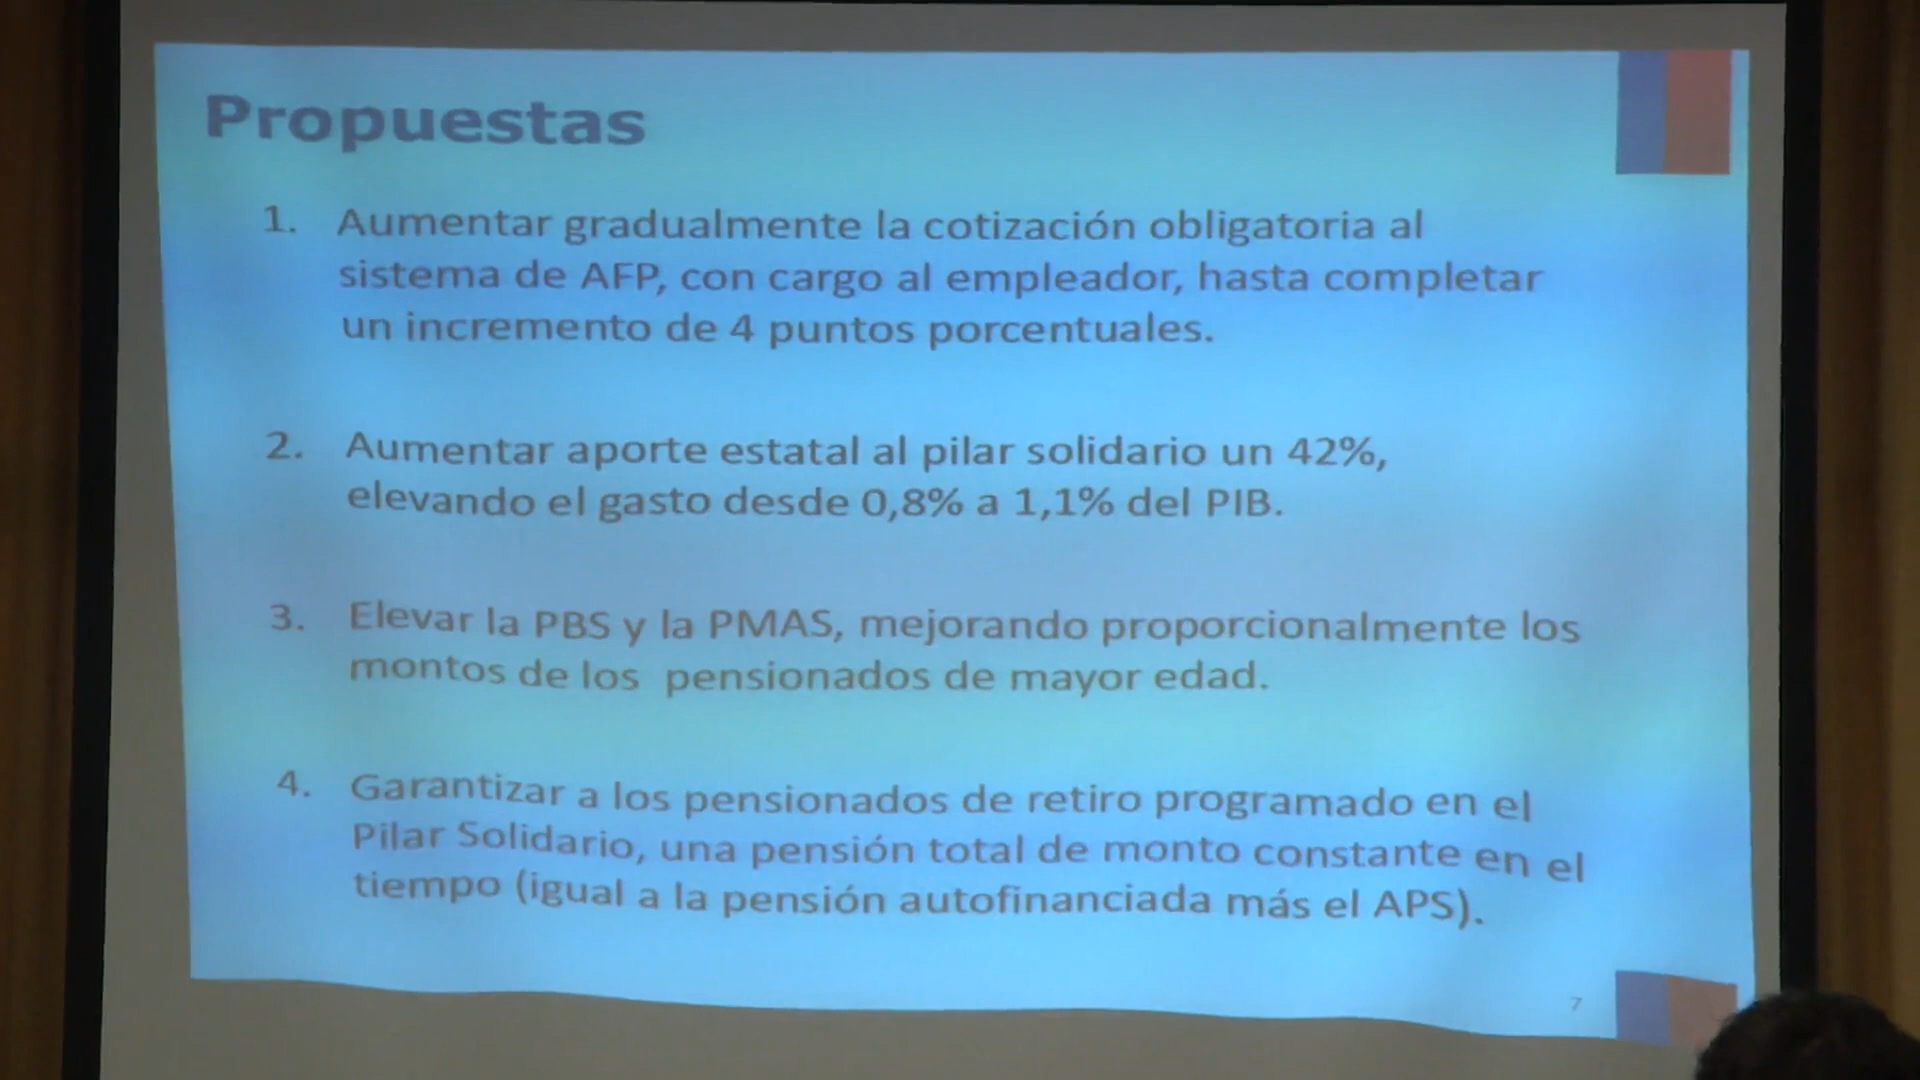 Propuestas
1. Aumentar gradualmente la cotización obligatoria al
sistema de AFP, con cargo al empleador, hasta completar
un incremento de 4 puntos porcentuales.
2. Aumentar aporte estatal al pilar solidario un 42%,
elevando el gasto desde 0,8% a 1,1% del PIB.
3. Elevar la PBS y la PMAS, mejorando proporcionalmente los
montos de los pensionados de mayor edad.
4. Garantizar a los pensionados de retiro programado en el
Pilar Solidario, una pensión total de monto constante en el
tiempo (igual a la pensión autofinanciada más el APS).
7